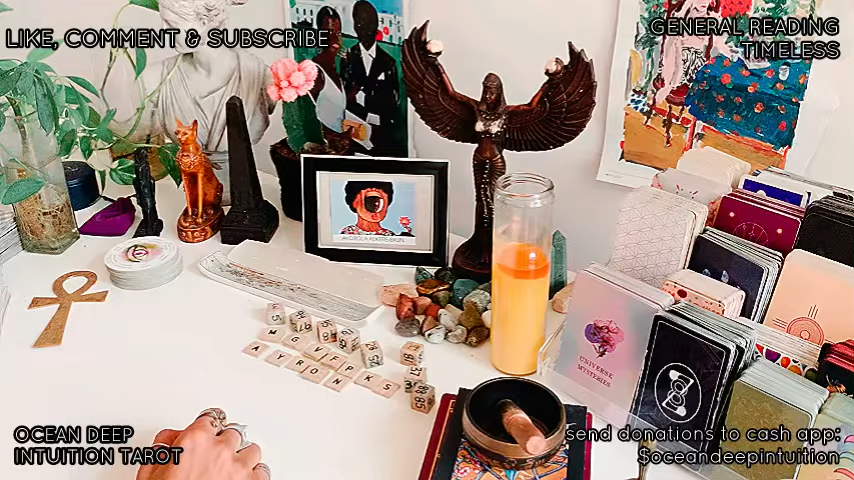 LIKE, COMMENT & SUBSCRIBE
GENERAL READING
TIMELESS
M G V F P
A Y R O N K S
UNIVERSE
MYSTERIES
OCEAN DEEP
INTUITION TAROT
send donations to cash app:
$oceandeepintuition